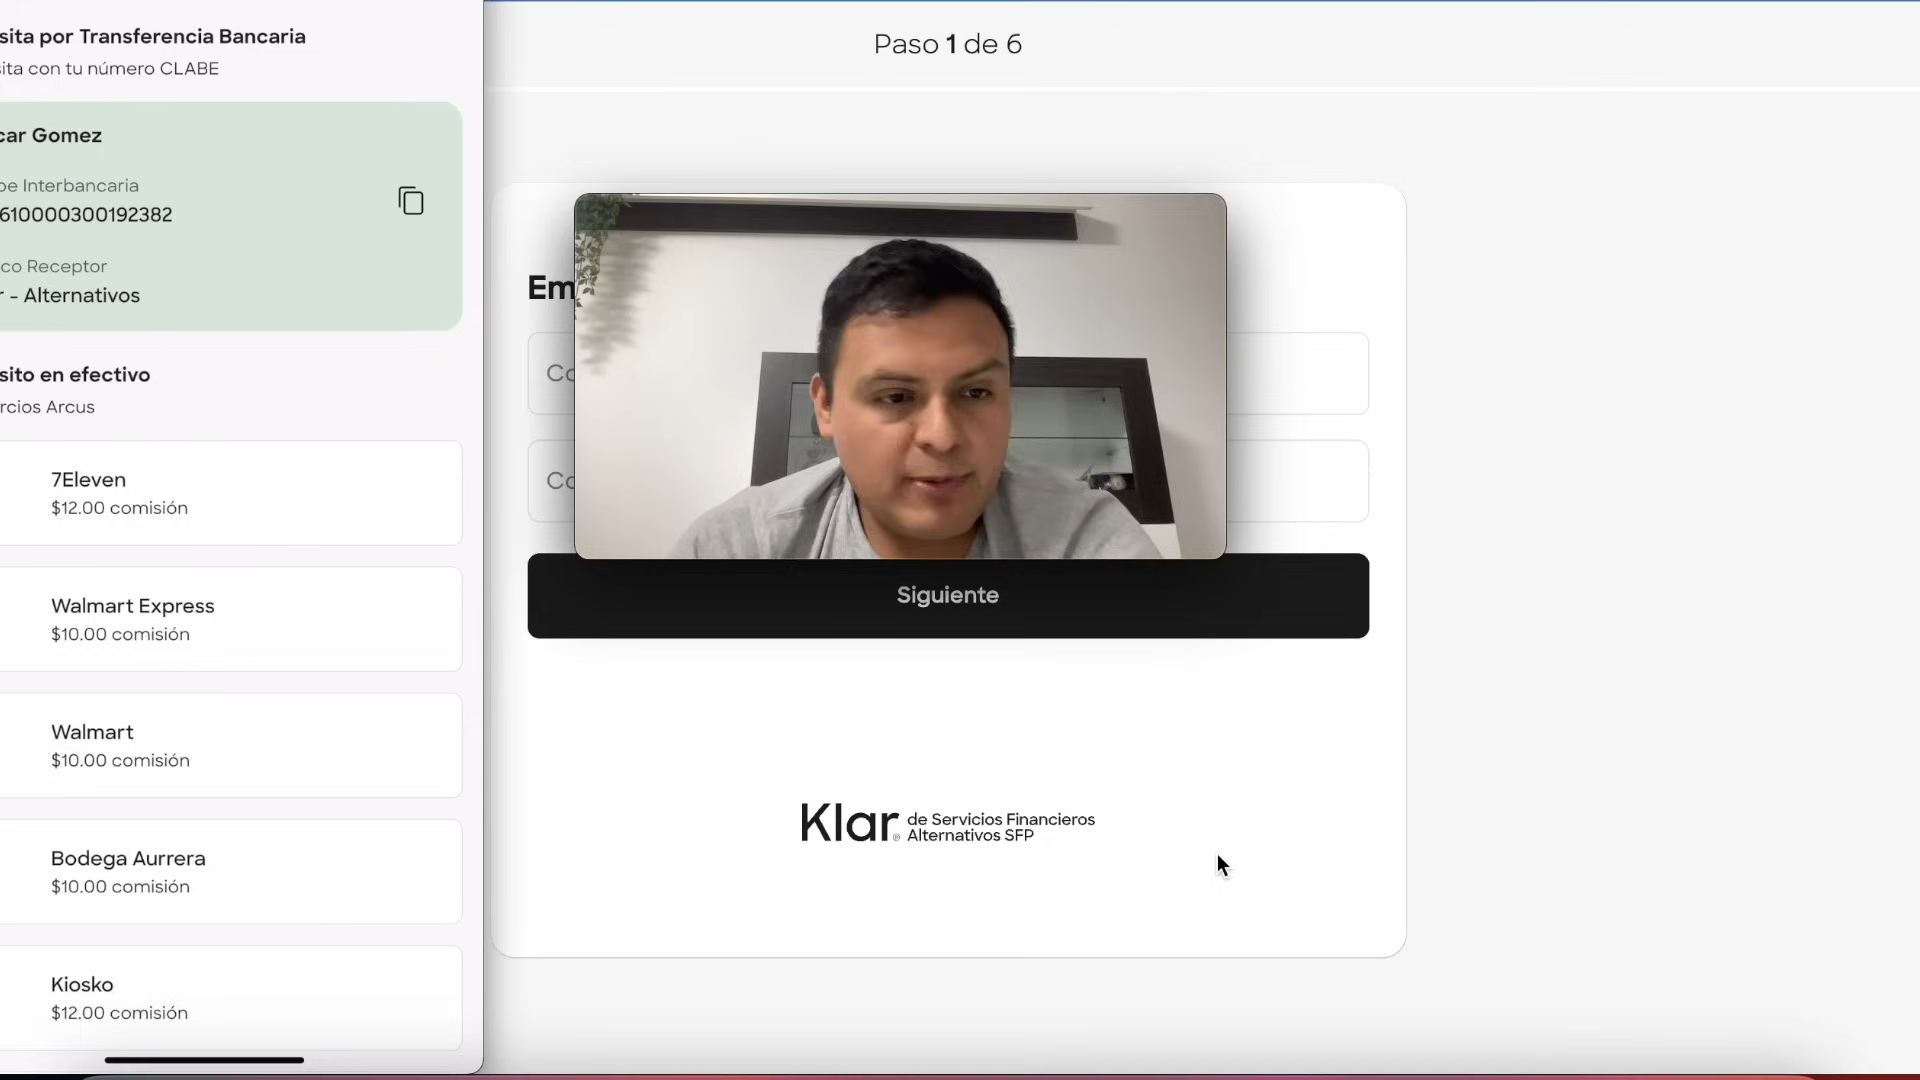 sita por Transferencia Bancaria
sita con tu número CLABE
car Gomez
be Interbancaria
610000300192382
co Receptor
r - Alternativos
sito en efectivo
rcios Arcus
7Eleven
$12.00 comisión
Walmart Express
$10.00 comisión
Walmart
$10.00 comisión
Bodega Aurrera
$10.00 comisión
Kiosko
$12.00 comisión
Paso 1 de 6
Em
Co
Co
Siguiente
Klar® de Servicios Financieros
Alternativos SFP